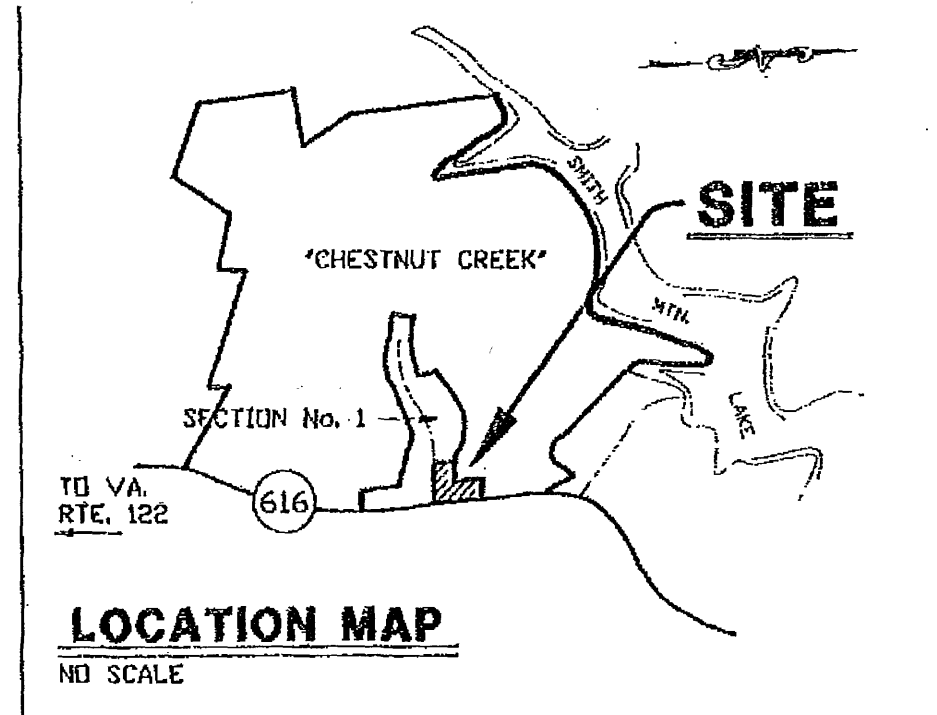 SMITH
SITE
"CHESTNUT CREEK"
MTN.
LAKE
SECTION No. 1
TO VA.
RTE. 122
616
LOCATION MAP
NO SCALE